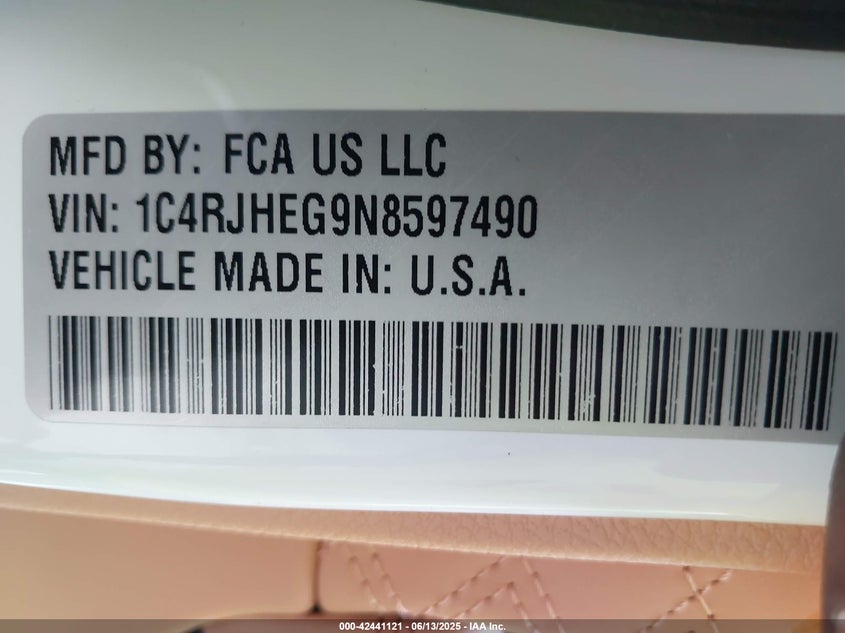 MFD BY: FCA US LLC
VIN: 1C4RJHEG9N8597490
VEHICLE MADE IN: U.S.A.
000-42441121 - 06/13/2025 - IAA Inc.